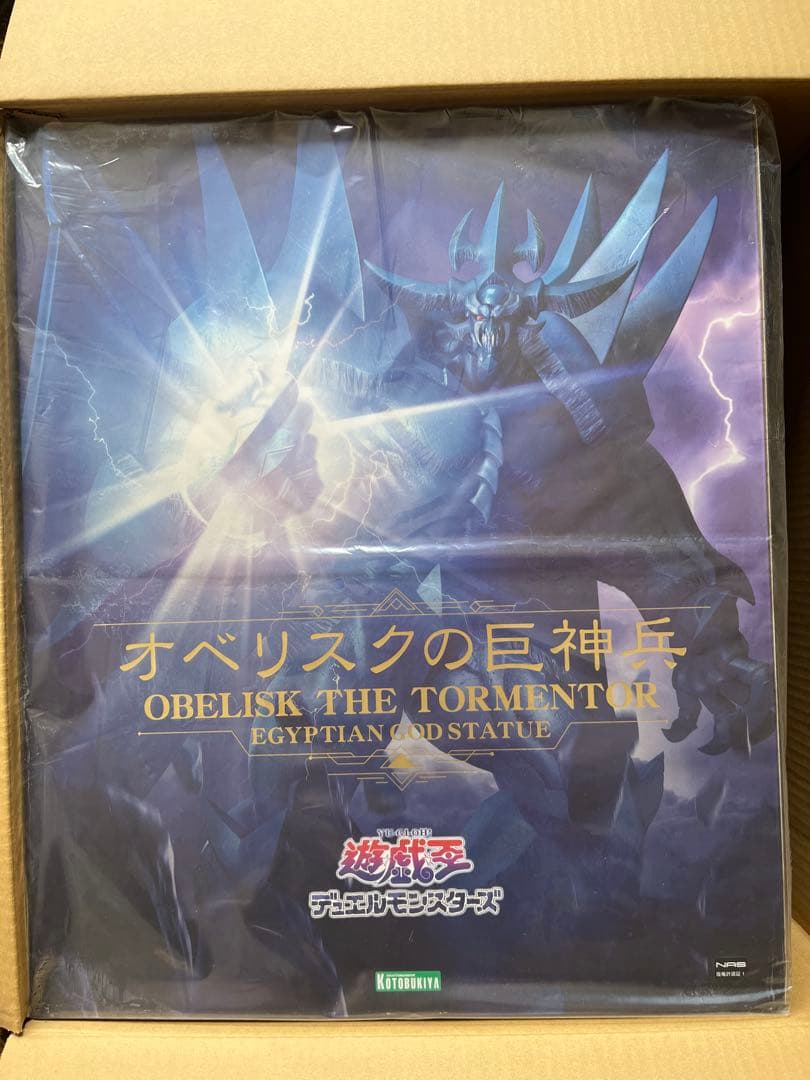 オベリスクの巨神兵
OBELISK THE TORMENTOR
EGYPTIAN GOD STATUE
YU-GI-OH!
遊戯王
デュエルモンスターズ
KOTOBUKIYA
NAS